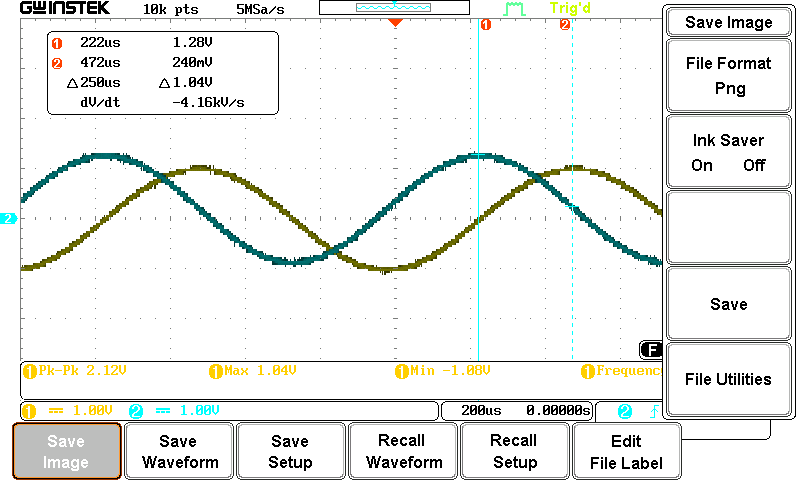 GWINSTEK 10k pts 5MSa/s Trig'd
1 2
1 222us 1.28V
2 472us 240mV
△250us △1.04V
dV/dt -4.16kV/s
2
F
1 Pk-Pk 2.12V 1 Max 1.04V 1 Min -1.08V 1 Frequenc
1 1.00V 2 1.00V 200us 0.00000s 2
Save Image
File Format
Png
Ink Saver
On Off
Save
File Utilities
Save Image
Save Waveform
Save Setup
Recall Waveform
Recall Setup
Edit File Label